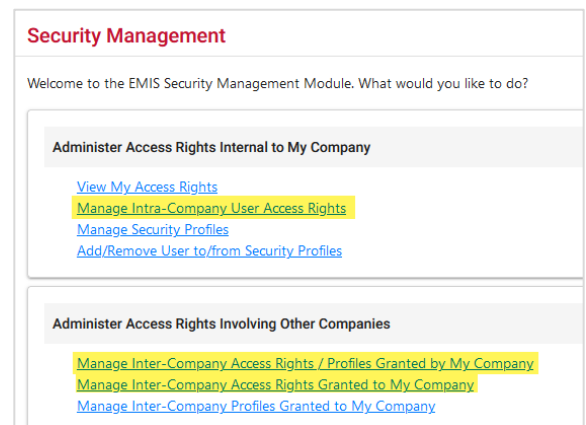 Security Management
Welcome to the EMIS Security Management Module. What would you like to do?
Administer Access Rights Internal to My Company
View My Access Rights
Manage Intra-Company User Access Rights
Manage Security Profiles
Add/Remove User to/from Security Profiles
Administer Access Rights Involving Other Companies
Manage Inter-Company Access Rights / Profiles Granted by My Company
Manage Inter-Company Access Rights Granted to My Company
Manage Inter-Company Profiles Granted to My Company